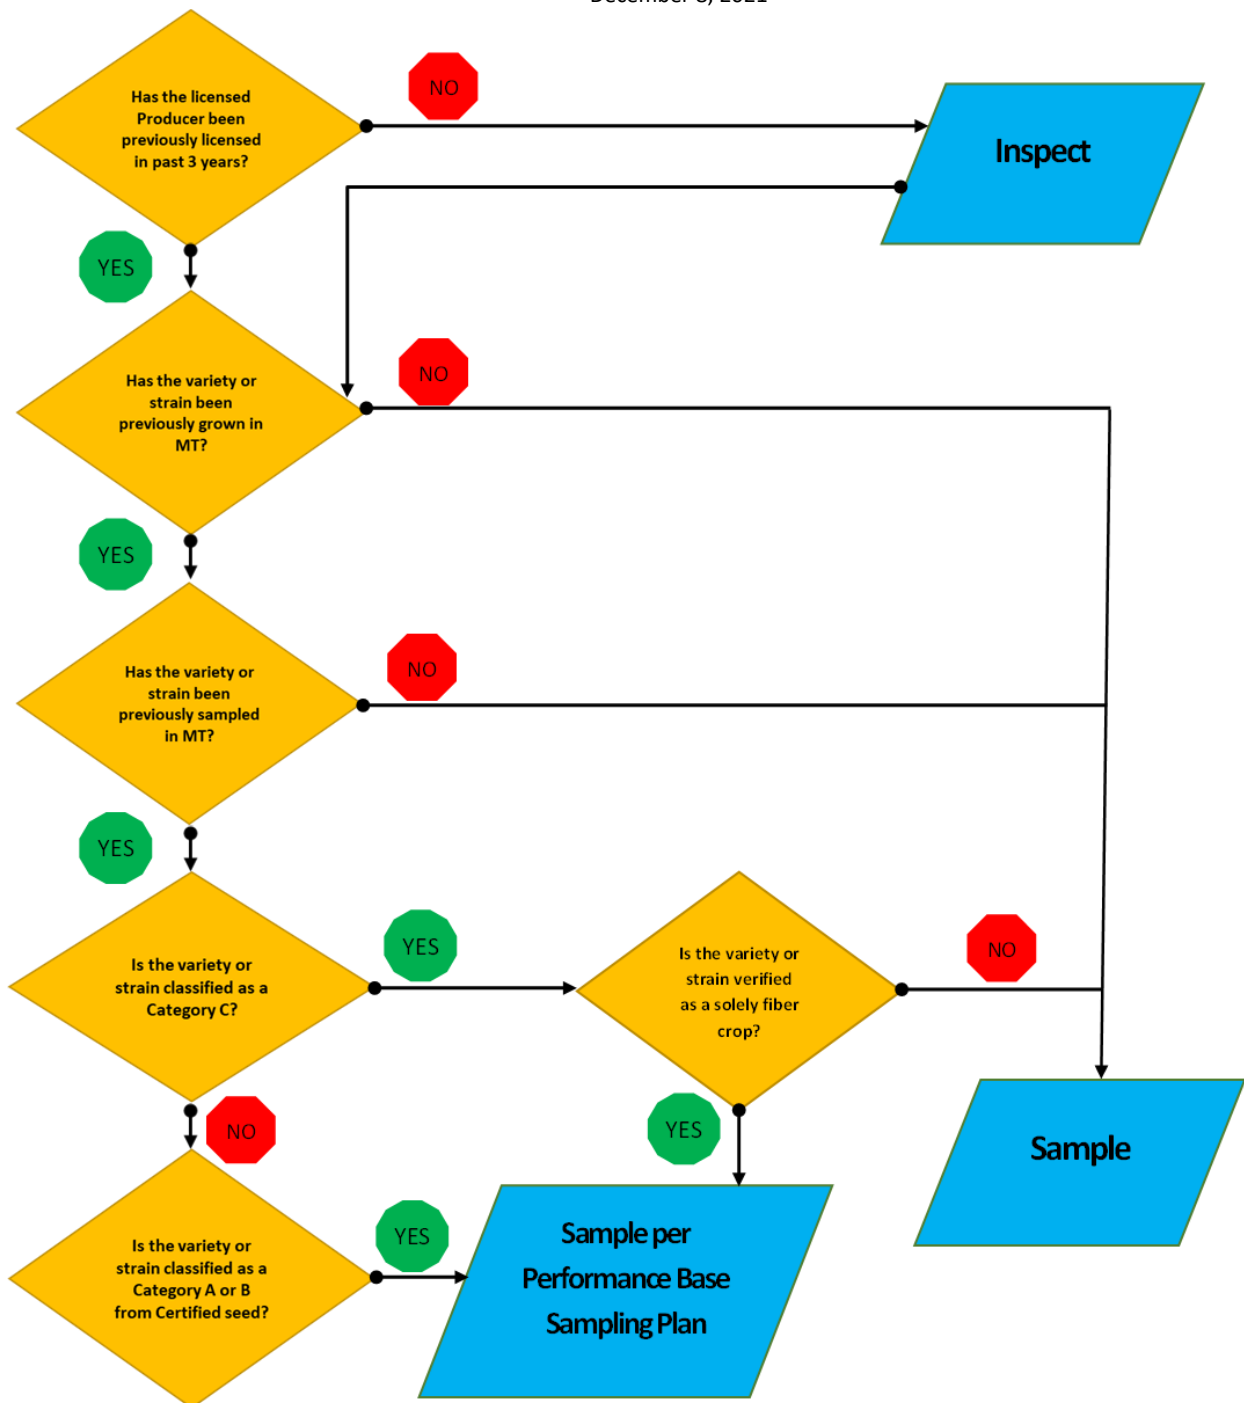 December 8, 2021
Has the licensed
Producer been
previously licensed
in past 3 years?
NO
Inspect
YES
Has the variety or
strain been
previously grown in
MT?
NO
YES
Has the variety or
strain been
previously sampled
in MT?
NO
YES
Is the variety or
strain classified as a
Category C?
YES
Is the variety or
strain verified
as a solely fiber
crop?
NO
NO
YES
Sample
Is the variety or
strain classified as a
Category A or B
from Certified seed?
YES
Sample per
Performance Base
Sampling Plan